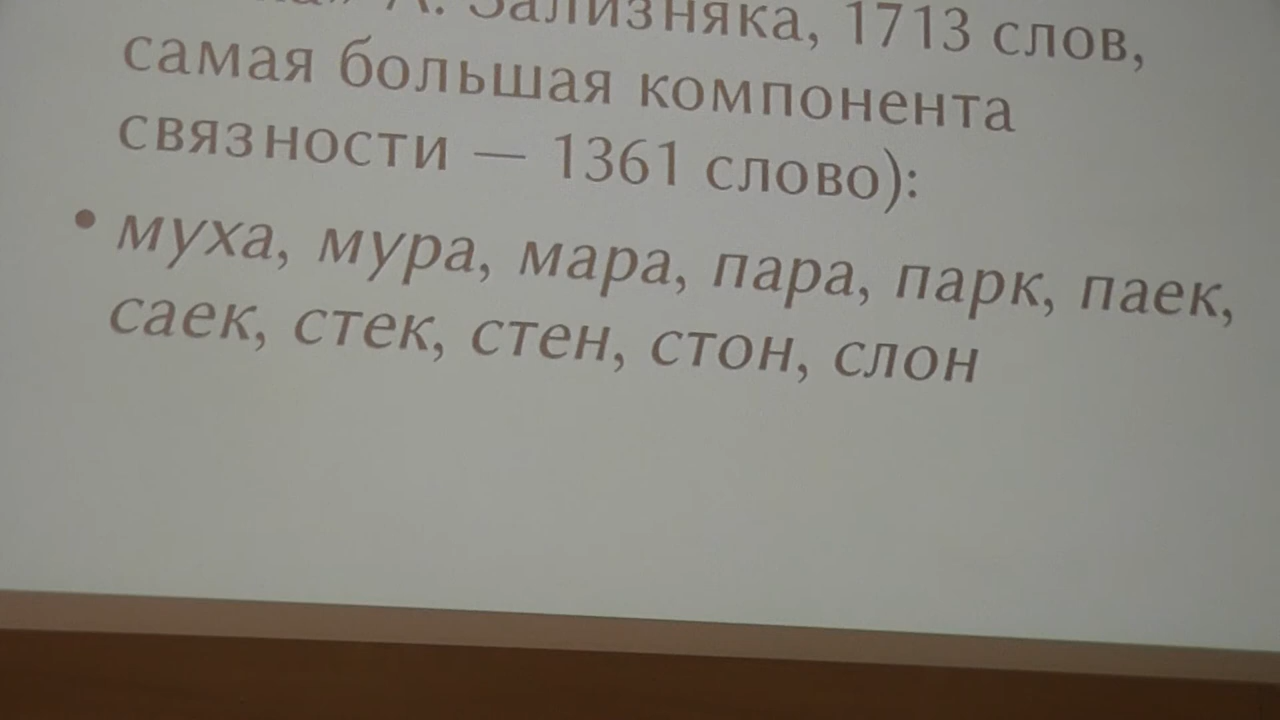 А. Зализняка, 1713 слов,
самая большая компонента
связности — 1361 слово):
• муха, мура, мара, пара, парк, паек,
саек, стек, стен, стон, слон